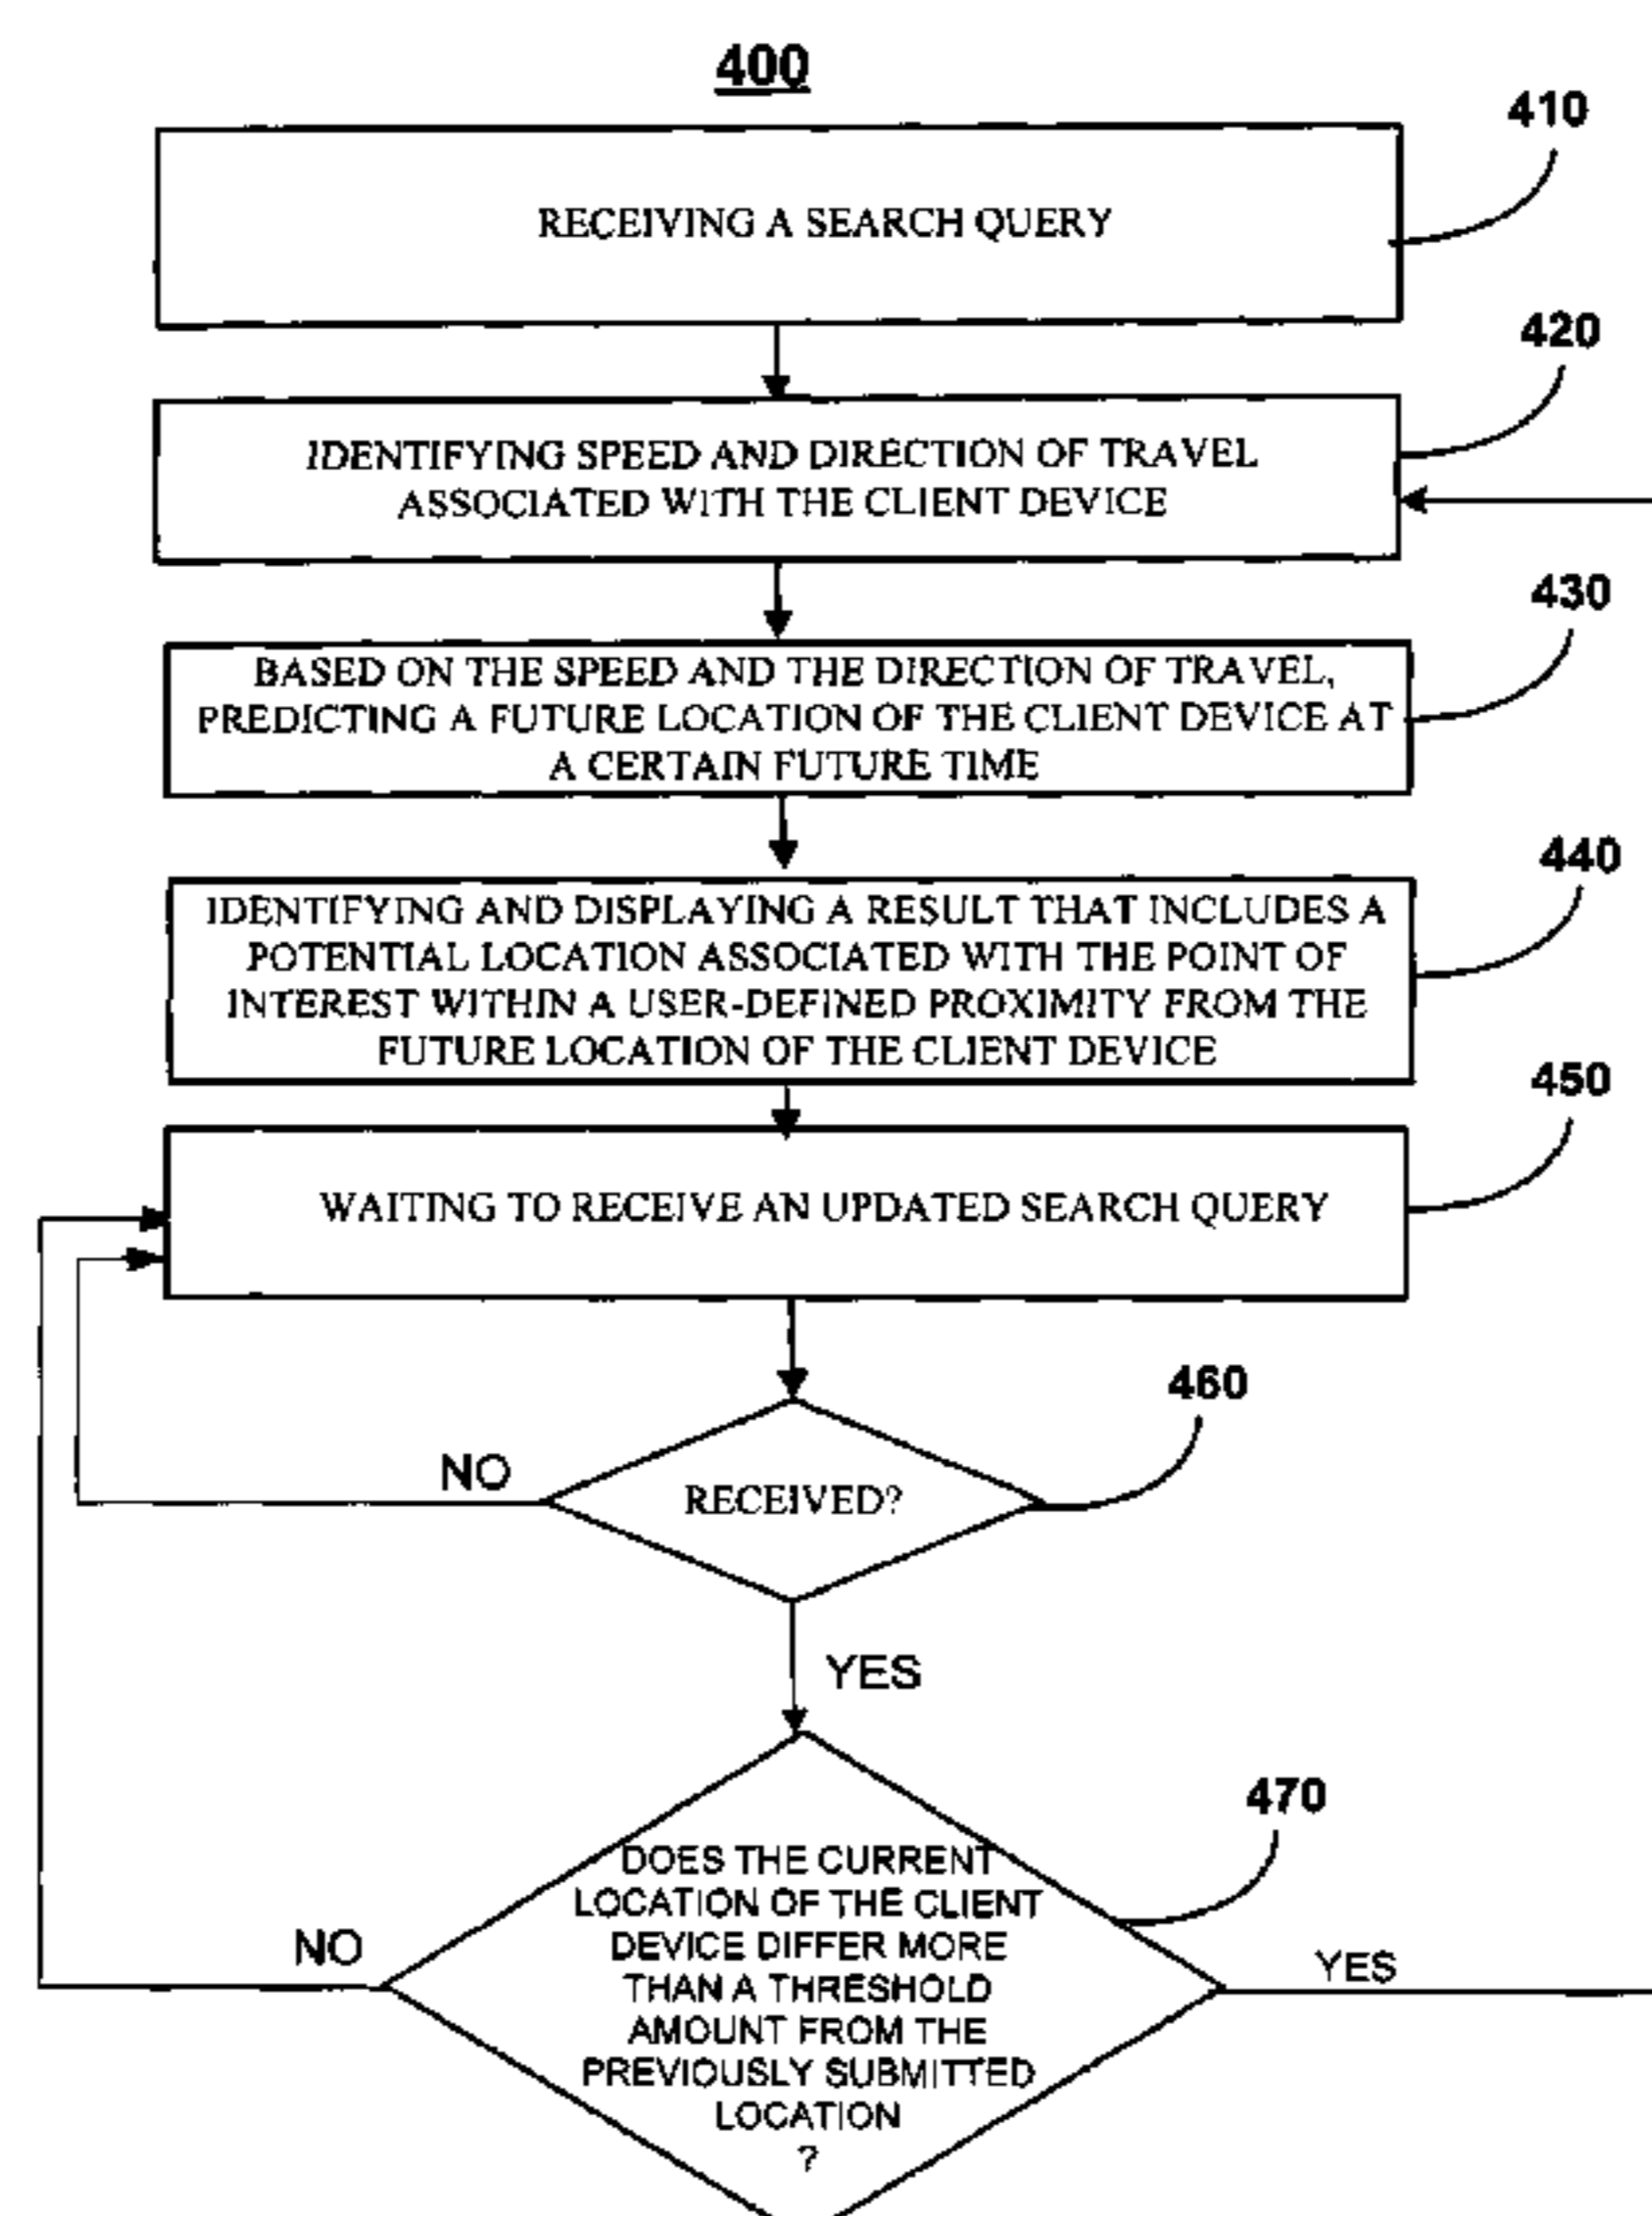 400
410
RECEIVING A SEARCH QUERY
420
IDENTIFYING SPEED AND DIRECTION OF TRAVEL
ASSOCIATED WITH THE CLIENT DEVICE
430
BASED ON THE SPEED AND THE DIRECTION OF TRAVEL,
PREDICTING A FUTURE LOCATION OF THE CLIENT DEVICE AT
A CERTAIN FUTURE TIME
440
IDENTIFYING AND DISPLAYING A RESULT THAT INCLUDES A
POTENTIAL LOCATION ASSOCIATED WITH THE POINT OF
INTEREST WITHIN A USER-DEFINED PROXIMITY FROM THE
FUTURE LOCATION OF THE CLIENT DEVICE
450
WAITING TO RECEIVE AN UPDATED SEARCH QUERY
460
NO
RECEIVED?
YES
470
DOES THE CURRENT
LOCATION OF THE CLIENT
DEVICE DIFFER MORE
THAN A THRESHOLD
AMOUNT FROM THE
PREVIOUSLY SUBMITTED
LOCATION
?
NO
YES